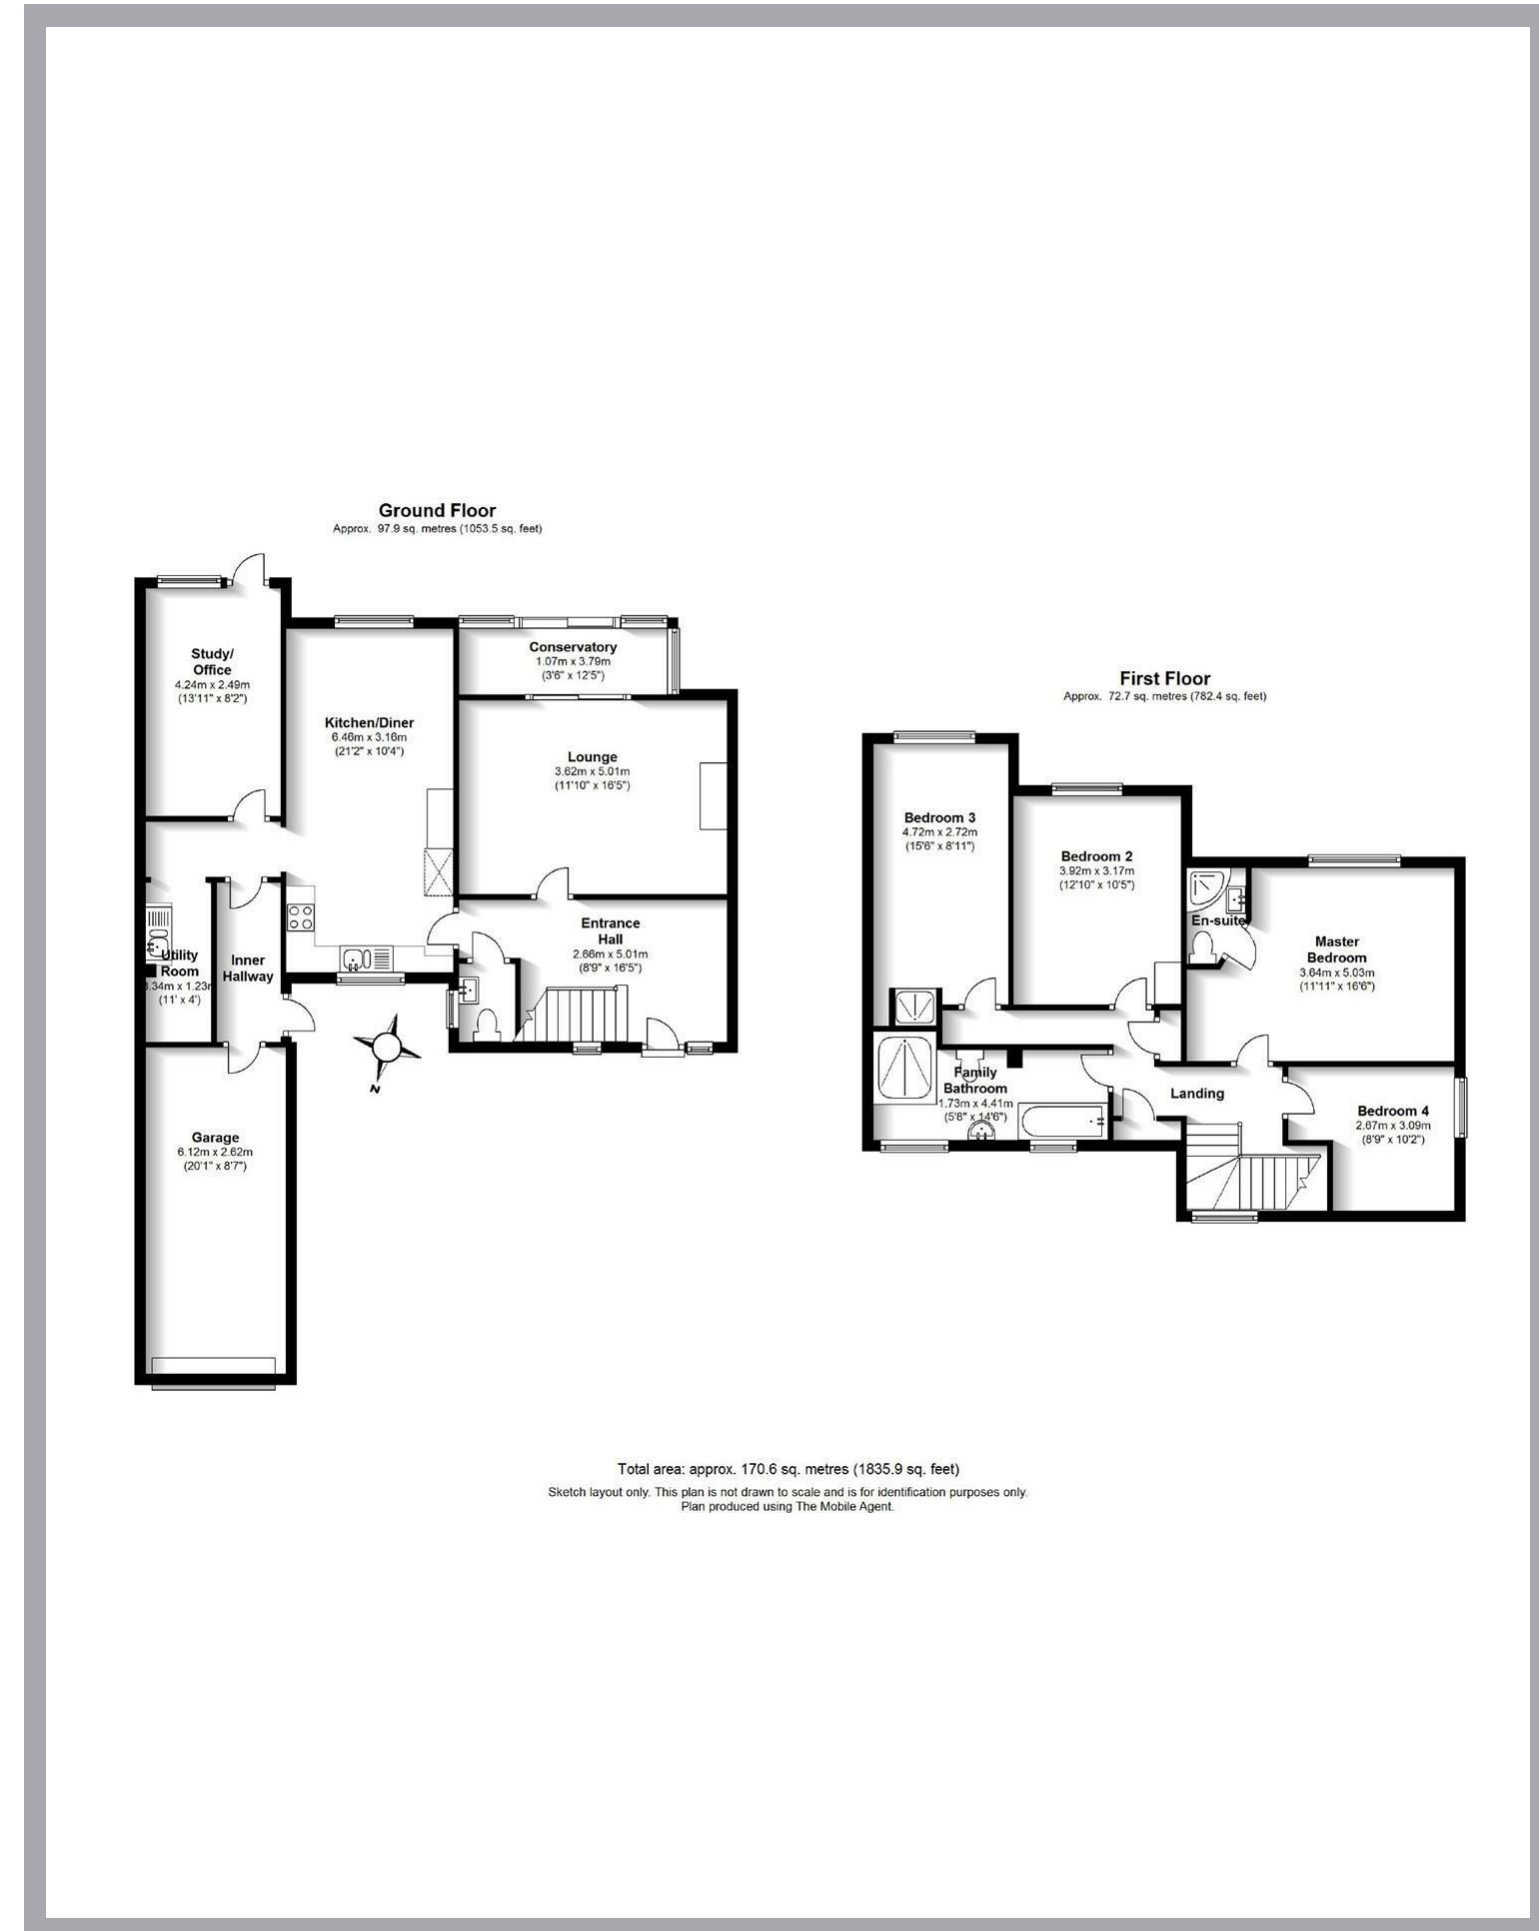 Ground Floor
Approx. 97.9 sq. metres (1053.5 sq. feet)
Study/
Office
4.24m x 2.49m
(13'11" x 8'2")
Kitchen/Diner
6.46m x 3.16m
(21'2" x 10'4")
Conservatory
1.07m x 3.79m
(3'6" x 12'5")
Lounge
3.62m x 5.01m
(11'10" x 16'5")
Entrance
Hall
2.66m x 5.01m
(8'9" x 16'5")
Utility
Room
3.34m x 1.23m
(11' x 4')
Inner
Hallway
N
Garage
6.12m x 2.62m
(20'1" x 8'7")
First Floor
Approx. 72.7 sq. metres (782.4 sq. feet)
Bedroom 3
4.72m x 2.72m
(15'6" x 8'11")
Bedroom 2
3.92m x 3.17m
(12'10" x 10'5")
En-suite
Master
Bedroom
3.64m x 5.03m
(11'11" x 16'6")
Family
Bathroom
1.73m x 4.41m
(5'8" x 14'6")
Landing
Bedroom 4
2.67m x 3.09m
(8'9" x 10'2")
Total area: approx. 170.6 sq. metres (1835.9 sq. feet)
Sketch layout only. This plan is not drawn to scale and is for identification purposes only.
Plan produced using The Mobile Agent.